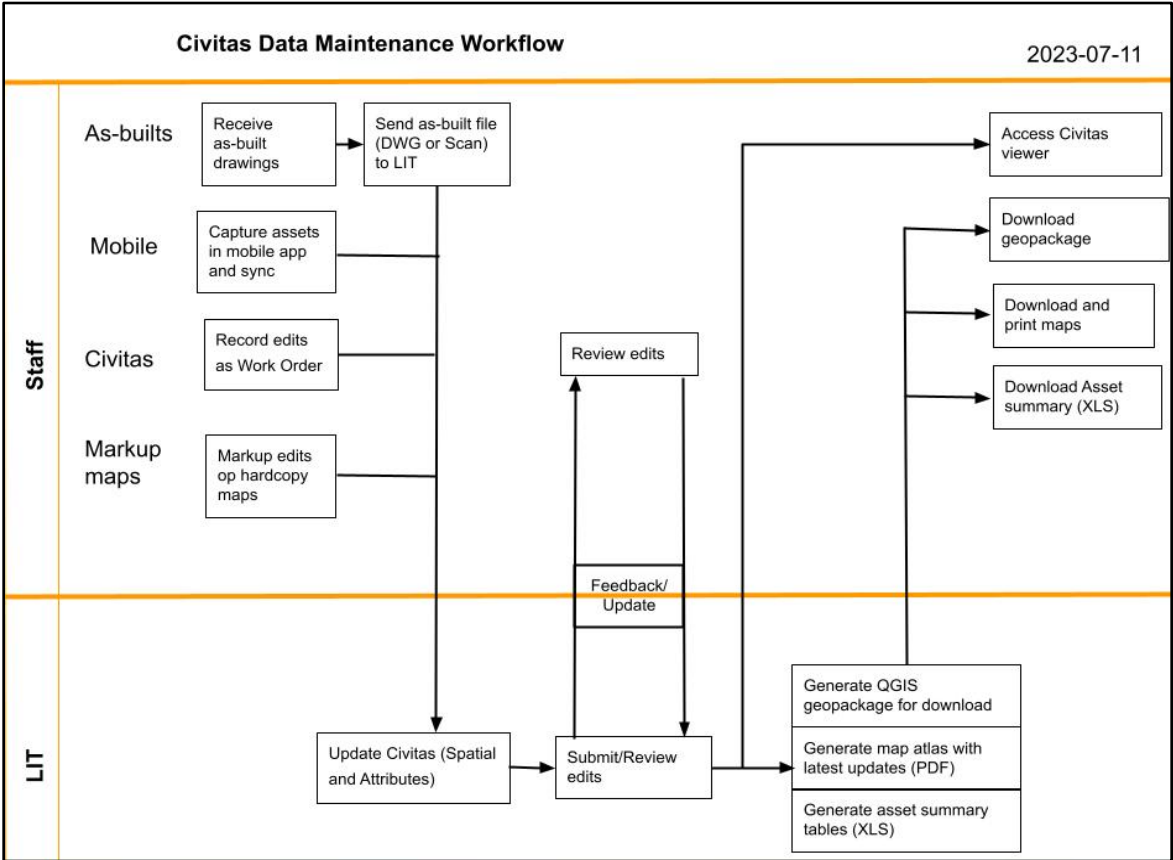 Civitas Data Maintenance Workflow
2023-07-11
Staff
As-builts
Receive
as-built
drawings
Send as-built file
(DWG or Scan)
to LIT
Access Civitas
viewer
Mobile
Capture assets
in mobile app
and sync
Download
geopackage
Download and
print maps
Civitas
Record edits
as Work Order
Review edits
Download Asset
summary (XLS)
Markup
maps
Markup edits
op hardcopy
maps
Feedback/
Update
LIT
Update Civitas (Spatial
and Attributes)
Submit/Review
edits
Generate QGIS
geopackage for download
Generate map atlas with
latest updates (PDF)
Generate asset summary
tables (XLS)